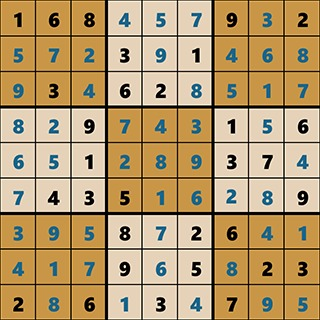 1 6 8 4 5 7 9 3 2
5 7 2 3 9 1 4 6 8
9 3 4 6 2 8 5 1 7
8 2 9 7 4 3 1 5 6
6 5 1 2 8 9 3 7 4
7 4 3 5 1 6 2 8 9
3 9 5 8 7 2 6 4 1
4 1 7 9 6 5 8 2 3
2 8 6 1 3 4 7 9 5